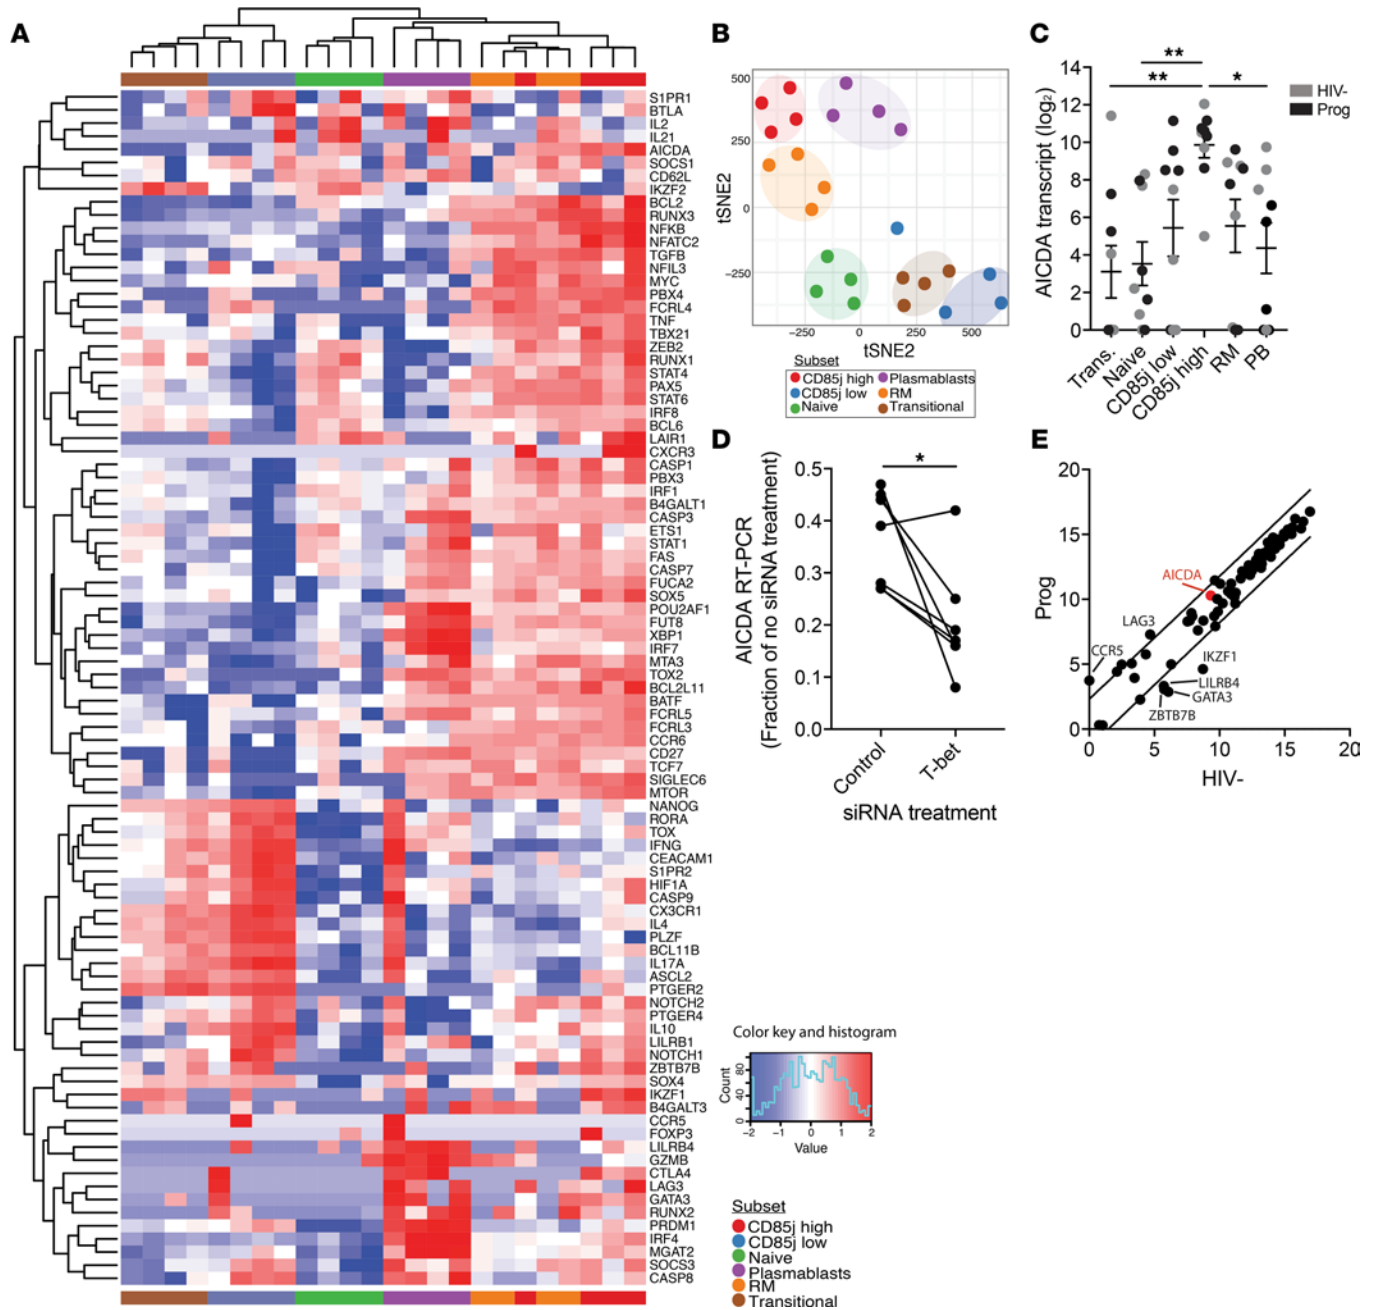 A
S1PR1
BTLA
IL2
IL21
AICDA
SOCS1
CD62L
IKZF2
BCL2
RUNX3
NFKB
NFATC2
TGFB
NFIL3
MYC
PBX4
FCRL4
TNF
TBX21
ZEB2
RUNX1
STAT4
PAX5
STAT6
IRF8
BCL6
LAIR1
CXCR3
CASP1
PBX3
IRF1
B4GALT1
CASP3
ETS1
STAT1
FAS
CASP7
FUCA2
SOX5
POU2AF1
FUT8
XBP1
IRF7
MTA3
TOX2
BCL2L11
BATF
FCRL5
FCRL3
CCR6
CD27
TCF7
SIGLEC6
MTOR
NANOG
RORA
TOX
IFNG
CEACAM1
S1PR2
HIF1A
CASP9
CX3CR1
IL4
PLZF
BCL11B
IL17A
ASCL2
PTGER2
NOTCH2
PTGER4
IL10
LILRB1
NOTCH1
ZBTB7B
SOX4
IKZF1
B4GALT3
CCR5
FOXP3
LILRB4
GZMB
CTLA4
LAG3
GATA3
RUNX2
PRDM1
IRF4
MGAT2
SOCS3
CASP8
Color key and histogram
Count
0 40 80
−2 −1 0 1 2
Value
Subset
CD85j high
CD85j low
Naive
Plasmablasts
RM
Transitional
B
tSNE2
500
250
0
−250
−250 0 250 500
tSNE2
Subset
CD85j high Plasmablasts
CD85j low RM
Naive Transitional
C
AICDA transcript (log₂)
14
12
10
8
6
4
2
0
** ** *
HIV-
Prog
Trans. Naive CD85j low CD85j high RM PB
D
AICDA RT-PCR
(Fraction of no siRNA treatment)
0.5
0.4
0.3
0.2
0.1
0.0
*
Control T-bet
siRNA treatment
E
Prog
20
15
10
5
0
AICDA
LAG3
CCR5
IKZF1
LILRB4
GATA3
ZBTB7B
0 5 10 15 20
HIV-